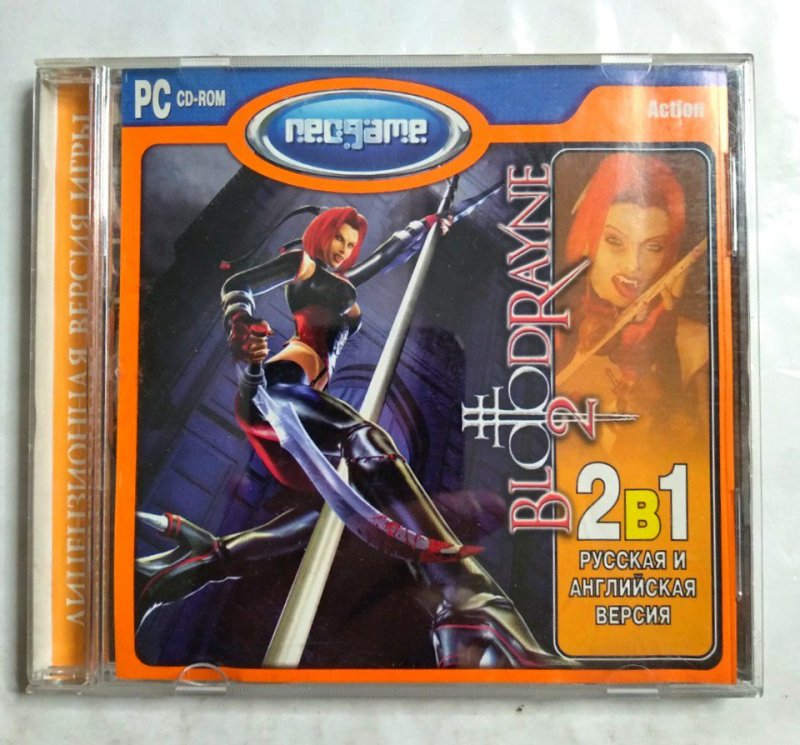 PC CD-ROM
neogame
Action
ЛИЦЕНЗИОННАЯ ВЕРСИЯ ИГРЫ
BLOODRAYNE
2
2в1
РУССКАЯ И
АНГЛИЙСКАЯ
ВЕРСИЯ